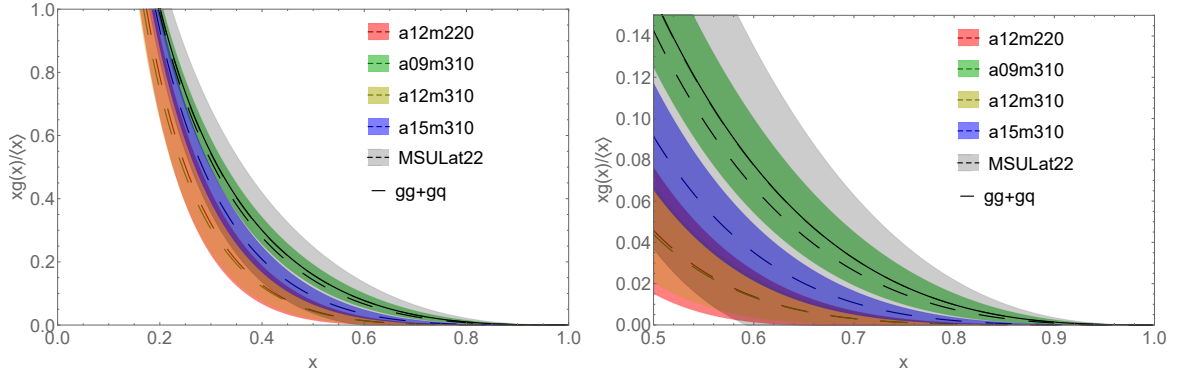 1.0
0.8
0.6
0.4
0.2
0.0
xg(x)/⟨x⟩
a12m220
a09m310
a12m310
a15m310
MSULat22
gg+gq
0.0 0.2 0.4 0.6 0.8 1.0
x
0.14
0.12
0.10
0.08
0.06
0.04
0.02
0.00
xg(x)/⟨x⟩
a12m220
a09m310
a12m310
a15m310
MSULat22
gg+gq
0.5 0.6 0.7 0.8 0.9 1.0
x